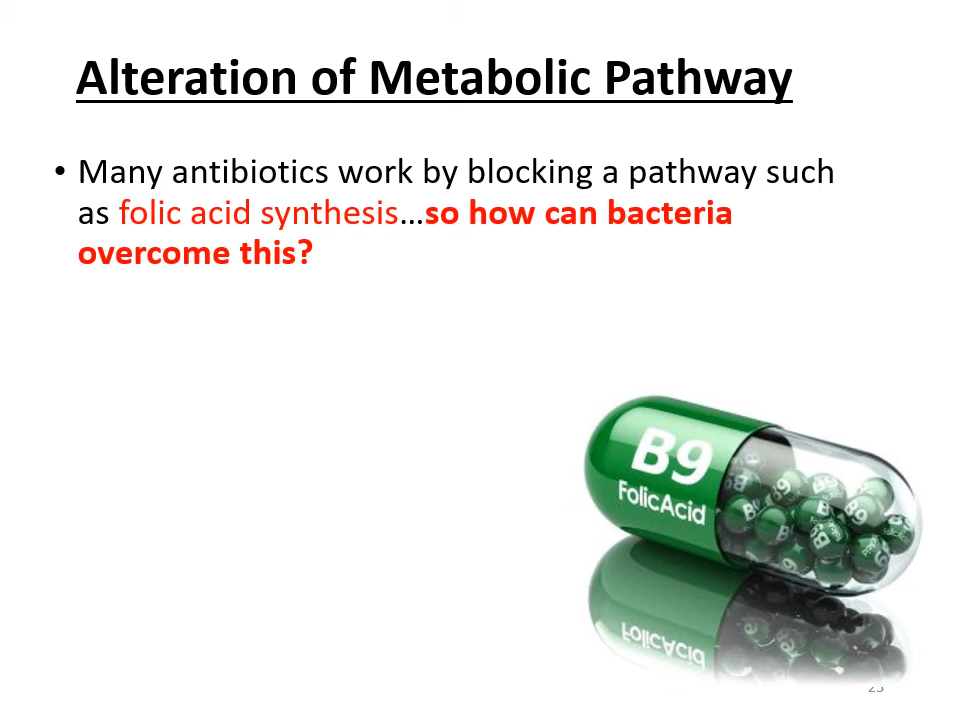 Alteration of Metabolic Pathway
• Many antibiotics work by blocking a pathway such
as folic acid synthesis…so how can bacteria
overcome this?
B9
FolicAcid